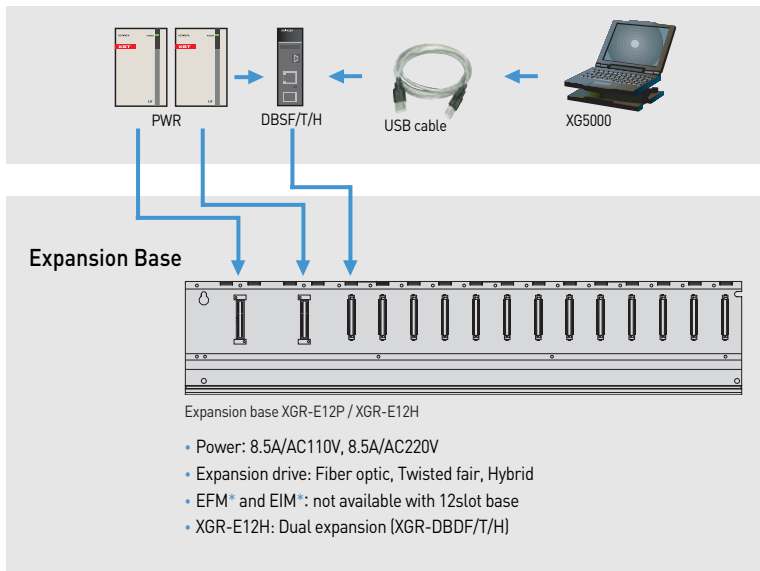 PWR
DBSF/T/H
USB cable
XG5000
Expansion Base
Expansion base XGR-E12P / XGR-E12H
• Power: 8.5A/AC110V, 8.5A/AC220V
• Expansion drive: Fiber optic, Twisted fair, Hybrid
• EFM* and EIM*: not available with 12slot base
• XGR-E12H: Dual expansion (XGR-DBDF/T/H)